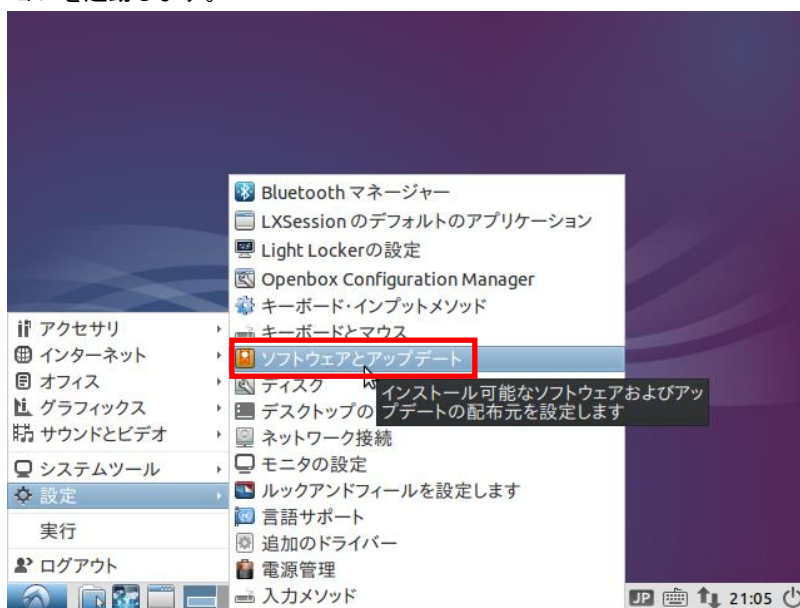 Bluetooth マネージャー
LXSession のデフォルトのアプリケーション
Light Lockerの設定
Openbox Configuration Manager
キーボード・インプットメソッド
キーボードとマウス
ソフトウェアとアップデート
ディスク
インストール可能なソフトウェアおよびアッ
プデートの配布元を設定します
デスクトップの
ネットワーク接続
モニタの設定
ルックアンドフィールを設定します
言語サポート
追加のドライバー
電源管理
入力メソッド
アクセサリ
インターネット
オフィス
グラフィックス
サウンドとビデオ
システムツール
設定
実行
ログアウト
JP 21:05